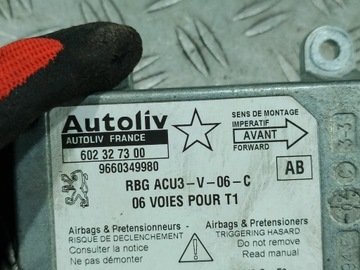 Autoliv
AUTOLIV FRANCE
602 32 73 00
9660349980
SENS DE MONTAGE
IMPERATIF
AVANT
FORWARD
RBG ACU3-V-06-C
AB
06 VOIES POUR T1
Airbags & Pretensionneurs
RISQUE DE DECLENCHEMENT
Consulter la notice
Ne pas démonter
Airbags & Pretensioners
TRIGGERING HAZARD
Do not remove
Read manual